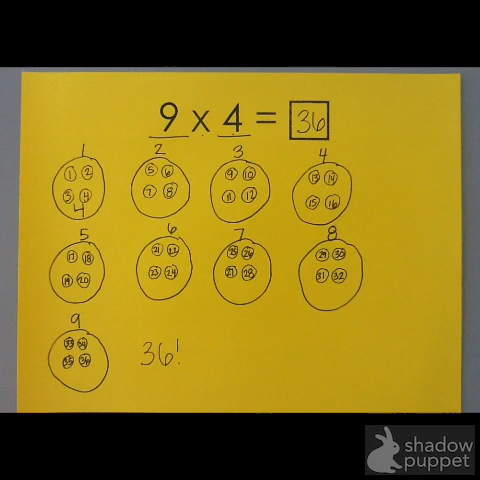 9 x 4 = 36
1 2 3 4
1 2 5 6 9 10 13 14
3 4 7 8 11 12 15 16
4
5 6 7 8
17 18 21 22 25 26 29 30
19 20 23 24 27 28 31 32
9
33 34
35 36 36!
shadow
puppet